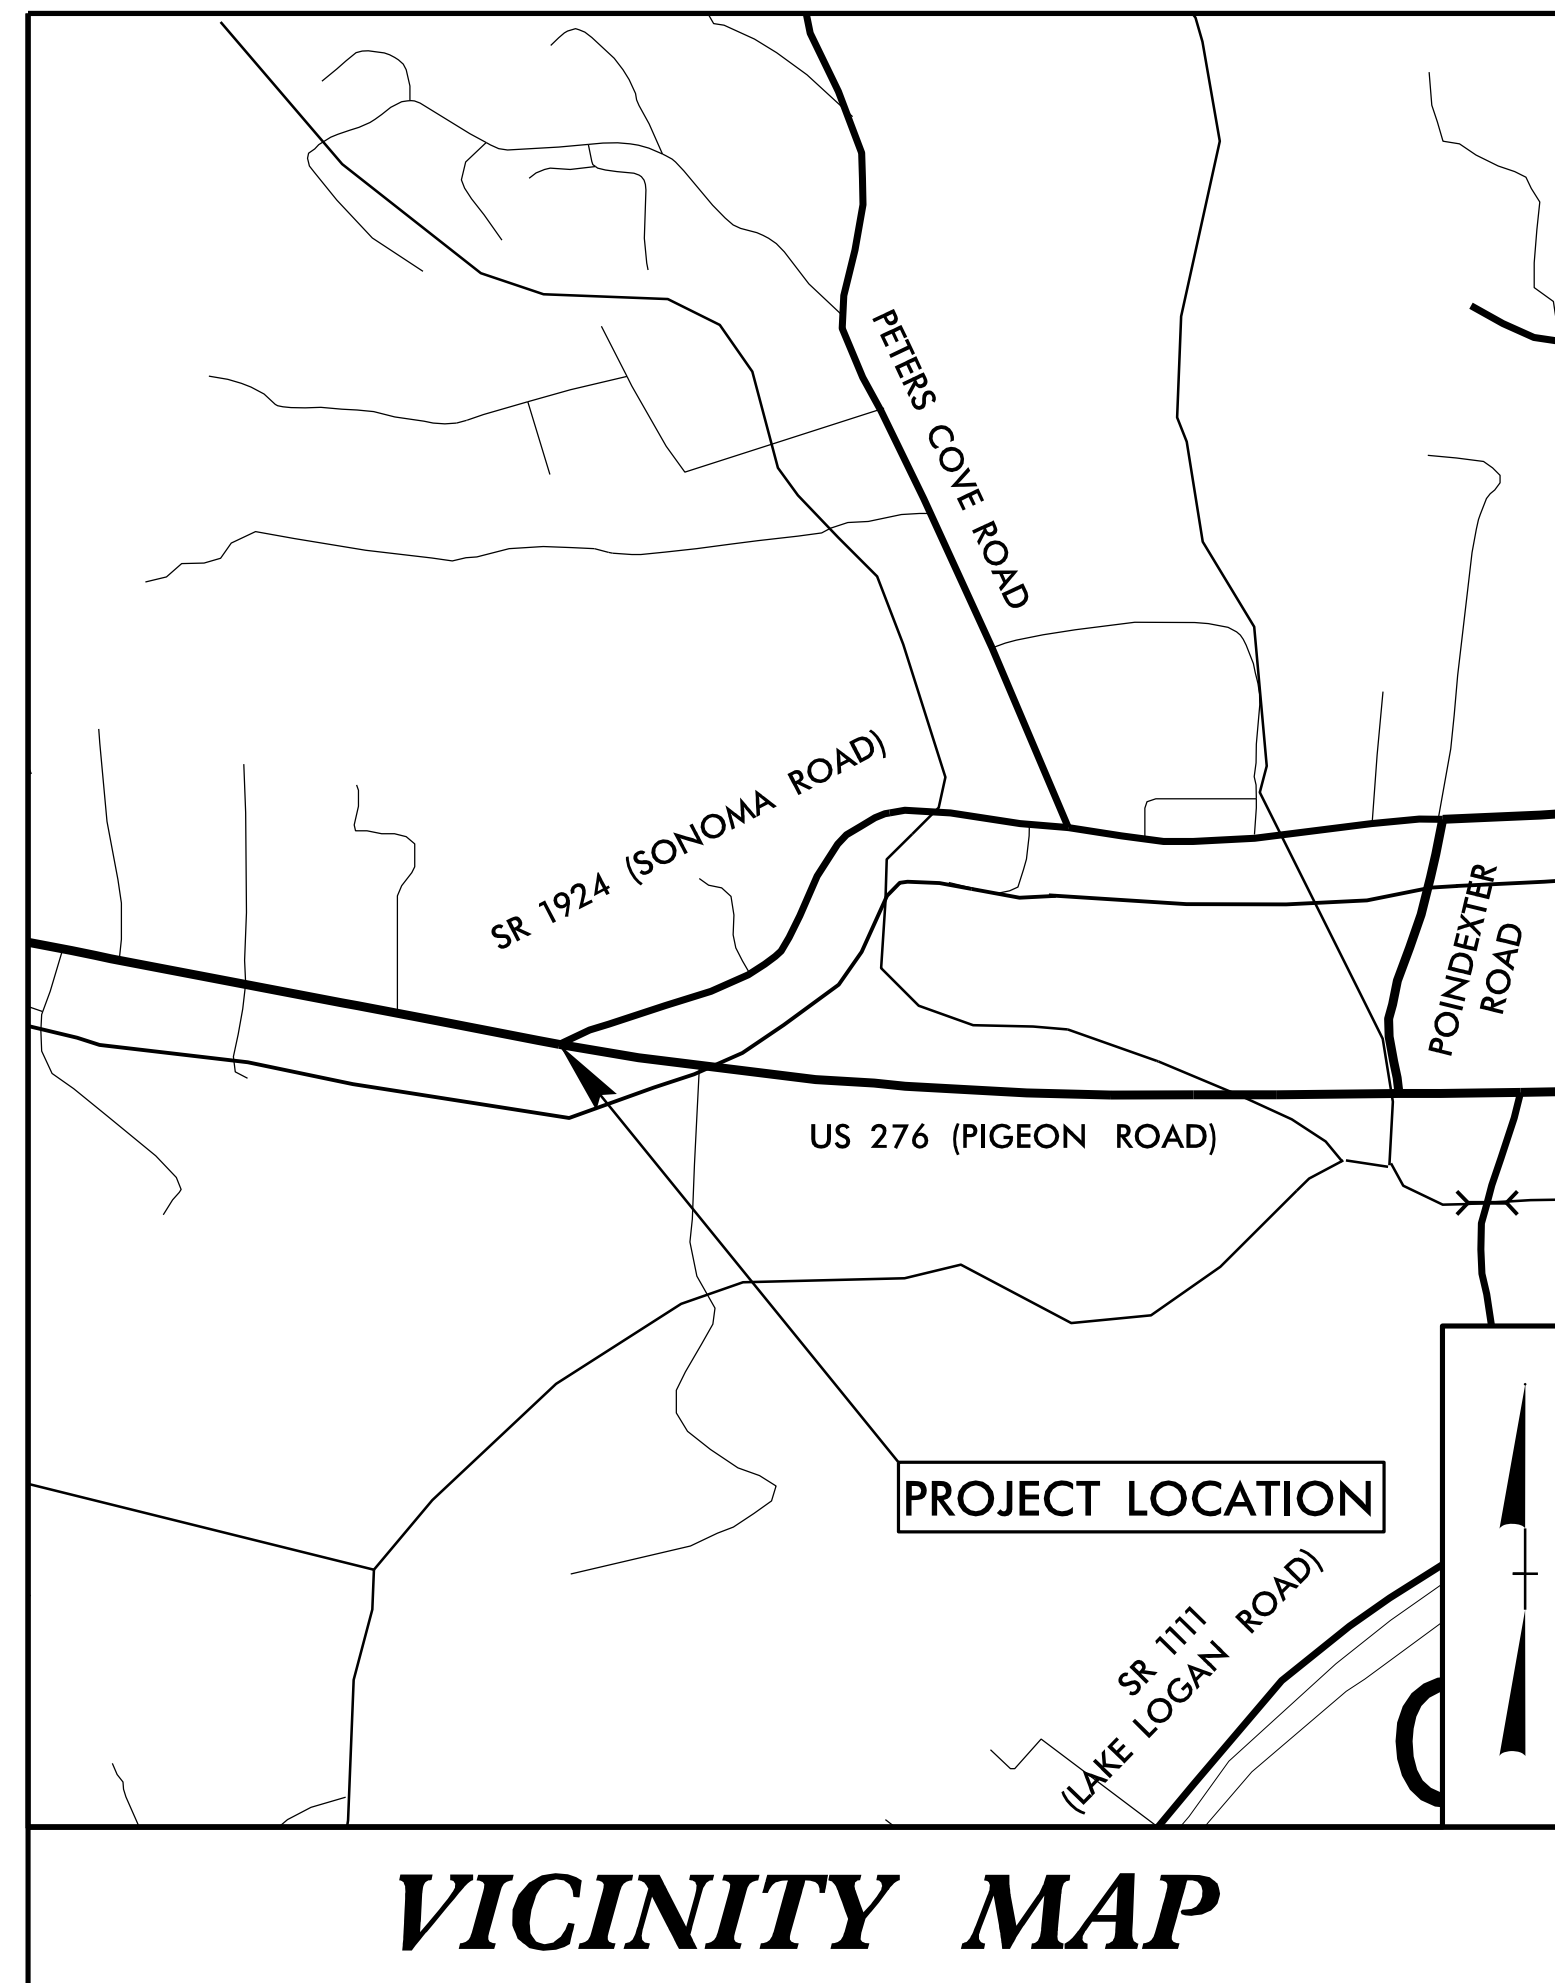 PETERS COVE ROAD
SR 1924 (SONOMA ROAD)
POINDEXTER
ROAD
US 276 (PIGEON ROAD)
PROJECT LOCATION
SR 1111
(LAKE LOGAN ROAD)
VICINITY MAP